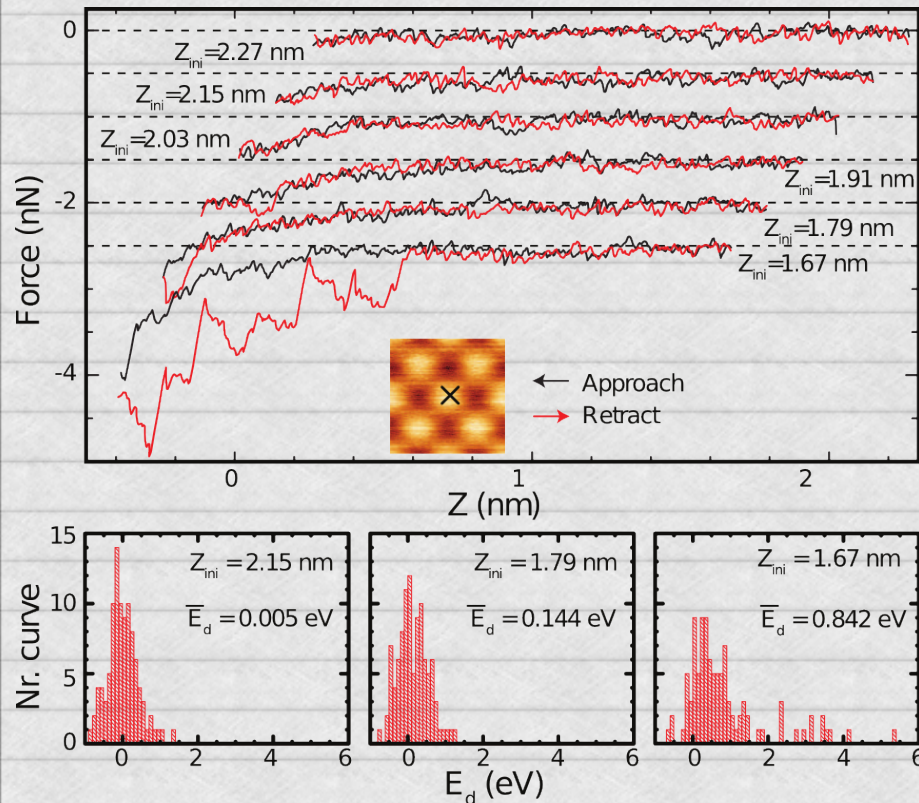 0
-2
-4
Force (nN)
Z_ini=2.27 nm
Z_ini=2.15 nm
Z_ini=2.03 nm
Z_ini=1.91 nm
Z_ini=1.79 nm
Z_ini=1.67 nm
Approach
Retract
0 1 2
Z (nm)
15
10
5
0
Nr. curve
Z_ini = 2.15 nm
E̅_d = 0.005 eV
0 2 4 6
Z_ini = 1.79 nm
E̅_d = 0.144 eV
0 2 4 6
Z_ini = 1.67 nm
E̅_d = 0.842 eV
0 2 4 6
E_d (eV)